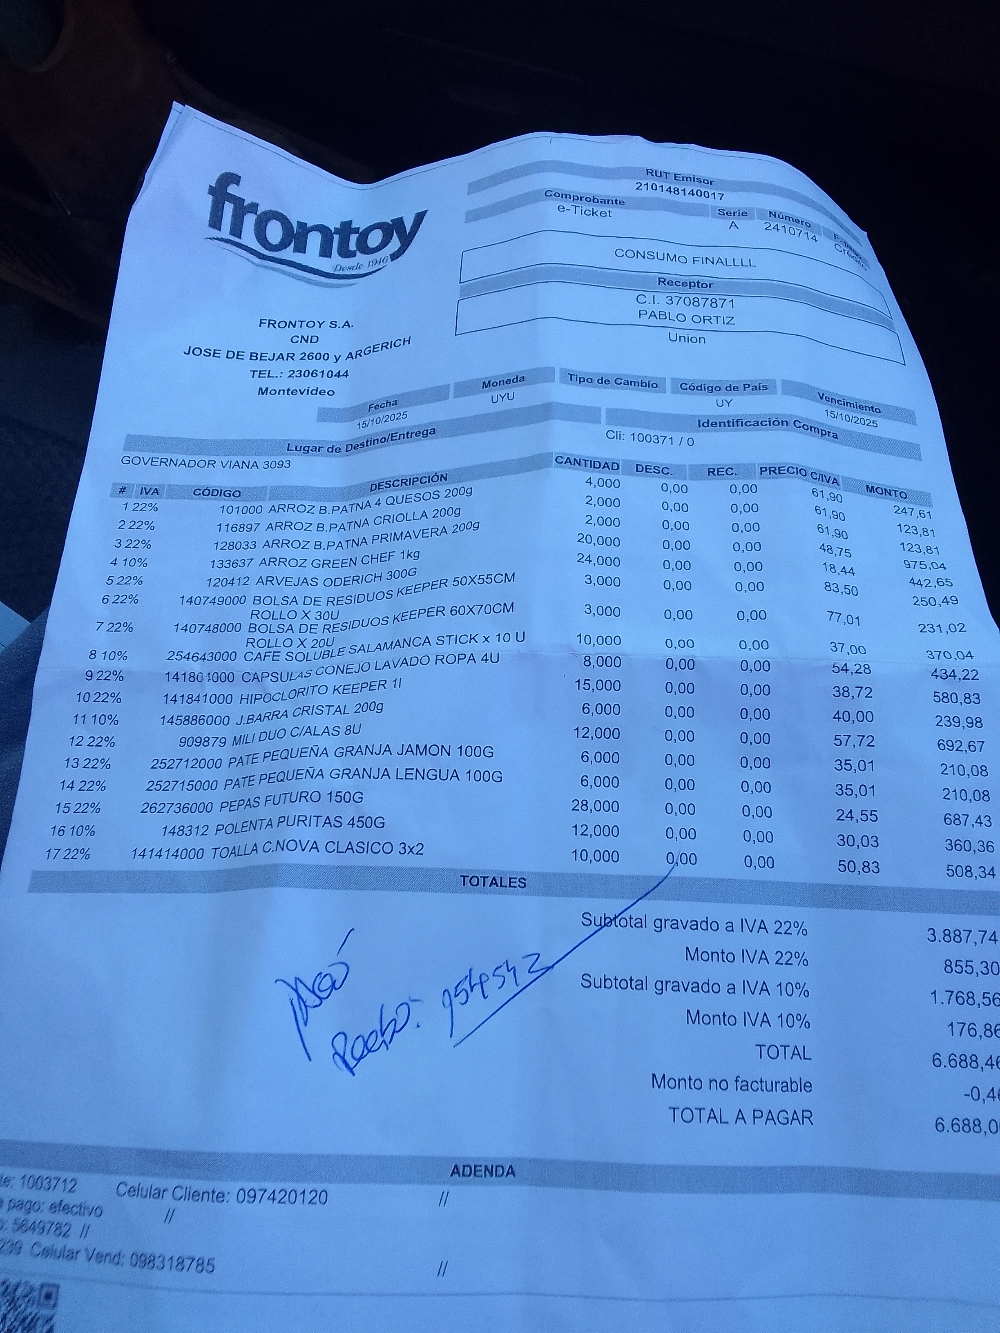 frontoy
Desde 1940
FRONTOY S.A.
CND
JOSE DE BEJAR 2600 y ARGERICH
TEL.: 23061044
Montevideo
RUT Emisor
210148140017
Comprobante Serie Número
e-Ticket A 2410714
CONSUMO FINALLLL
Receptor
C.I. 37087871
PABLO ORTIZ
Union
Fecha Moneda Tipo de Cambio Código de País Vencimiento
15/10/2025 UYU UY 15/10/2025
Lugar de Destino/Entrega Identificación Compra
GOVERNADOR VIANA 3093 Cli: 100371 / 0
# IVA CÓDIGO DESCRIPCIÓN CANTIDAD DESC. REC. PRECIO C/IVA MONTO
1 22% 101000 ARROZ B.PATNA 4 QUESOS 200g 4,000 0,00 0,00 61,90 247,61
2 22% 116897 ARROZ B.PATNA CRIOLLA 200g 2,000 0,00 0,00 61,90 123,81
3 22% 128033 ARROZ B.PATNA PRIMAVERA 200g 2,000 0,00 0,00 61,90 123,81
4 10% 133637 ARROZ GREEN CHEF 1kg 20,000 0,00 0,00 48,75 975,04
5 22% 120412 ARVEJAS ODERICH 300G 24,000 0,00 0,00 18,44 442,65
6 22% 140749000 BOLSA DE RESIDUOS KEEPER 50X55CM 3,000 0,00 0,00 83,50 250,49
ROLLO X 30U
7 22% 140748000 BOLSA DE RESIDUOS KEEPER 60X70CM 3,000 0,00 0,00 77,01 231,02
ROLLO X 20U
8 10% 254643000 CAFE SOLUBLE SALAMANCA STICK x 10 U 10,000 0,00 0,00 37,00 370,04
9 22% 141801000 CAPSULAS CONEJO LAVADO ROPA 4U 8,000 0,00 0,00 54,28 434,22
10 22% 141841000 HIPOCLORITO KEEPER 1l 15,000 0,00 0,00 38,72 580,83
11 10% 145886000 J.BARRA CRISTAL 200g 6,000 0,00 0,00 40,00 239,98
12 22% 909879 MILI DUO C/ALAS 8U 12,000 0,00 0,00 57,72 692,67
13 22% 252712000 PATE PEQUEÑA GRANJA JAMON 100G 6,000 0,00 0,00 35,01 210,08
14 22% 252715000 PATE PEQUEÑA GRANJA LENGUA 100G 6,000 0,00 0,00 35,01 210,08
15 22% 262736000 PEPAS FUTURO 150G 28,000 0,00 0,00 24,55 687,43
16 10% 148312 POLENTA PURITAS 450G 12,000 0,00 0,00 30,03 360,36
17 22% 141414000 TOALLA C.NOVA CLASICO 3x2 10,000 0,00 0,00 50,83 508,34
TOTALES
Subtotal gravado a IVA 22% 3.887,74
Monto IVA 22% 855,30
Subtotal gravado a IVA 10% 1.768,56
Monto IVA 10% 176,86
TOTAL 6.688,46
Monto no facturable -0,46
TOTAL A PAGAR 6.688,0
Recibo: 954542
ADENDA
te: 1003712 Celular Cliente: 097420120 //
pago: efectivo //
5649782 //
239 Celular Vend: 098318785 //